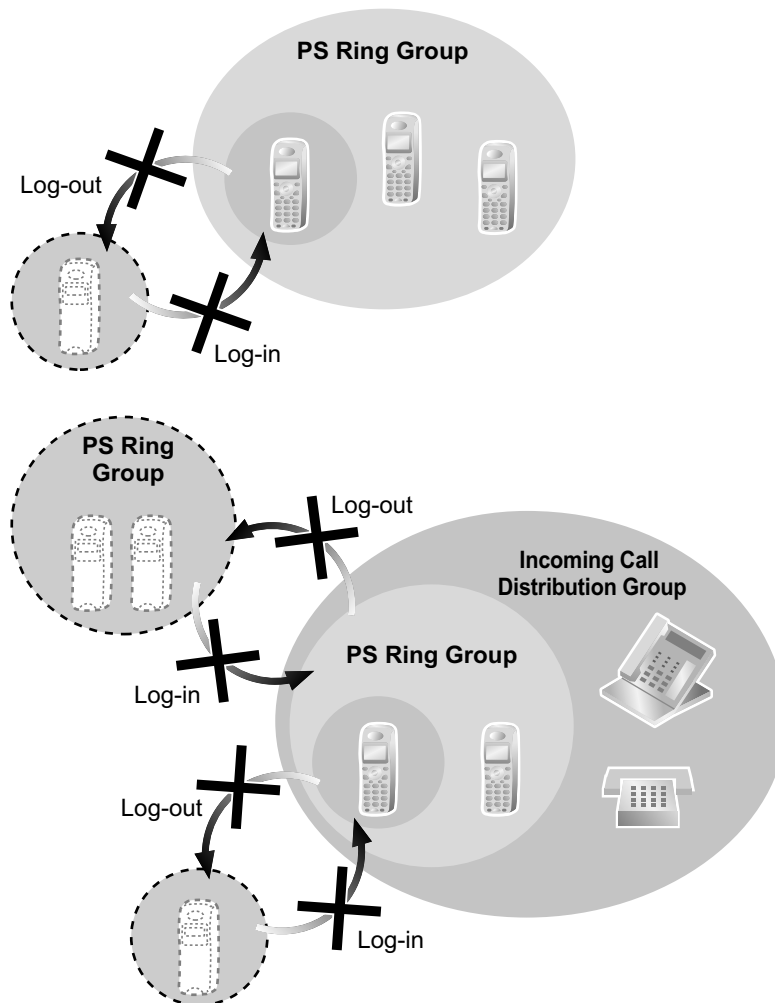 PS Ring Group
Log-out
Log-in
PS Ring
Group
Log-out
Incoming Call
Distribution Group
PS Ring Group
Log-in
Log-out
Log-in